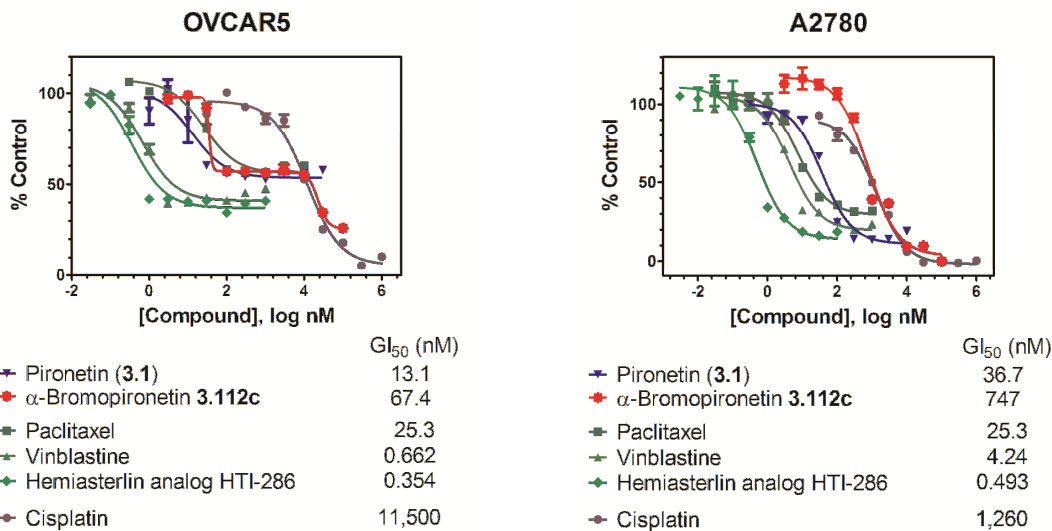 OVCAR5
% Control
100
50
0
-2 0 2 4 6
[Compound], log nM
GI50 (nM)
Pironetin (3.1) 13.1
α-Bromopironetin 3.112c 67.4
Paclitaxel 25.3
Vinblastine 0.662
Hemiasterlin analog HTI-286 0.354
Cisplatin 11,500
A2780
% Control
100
50
0
-2 0 2 4 6
[Compound], log nM
GI50 (nM)
Pironetin (3.1) 36.7
α-Bromopironetin 3.112c 747
Paclitaxel 25.3
Vinblastine 4.24
Hemiasterlin analog HTI-286 0.493
Cisplatin 1,260